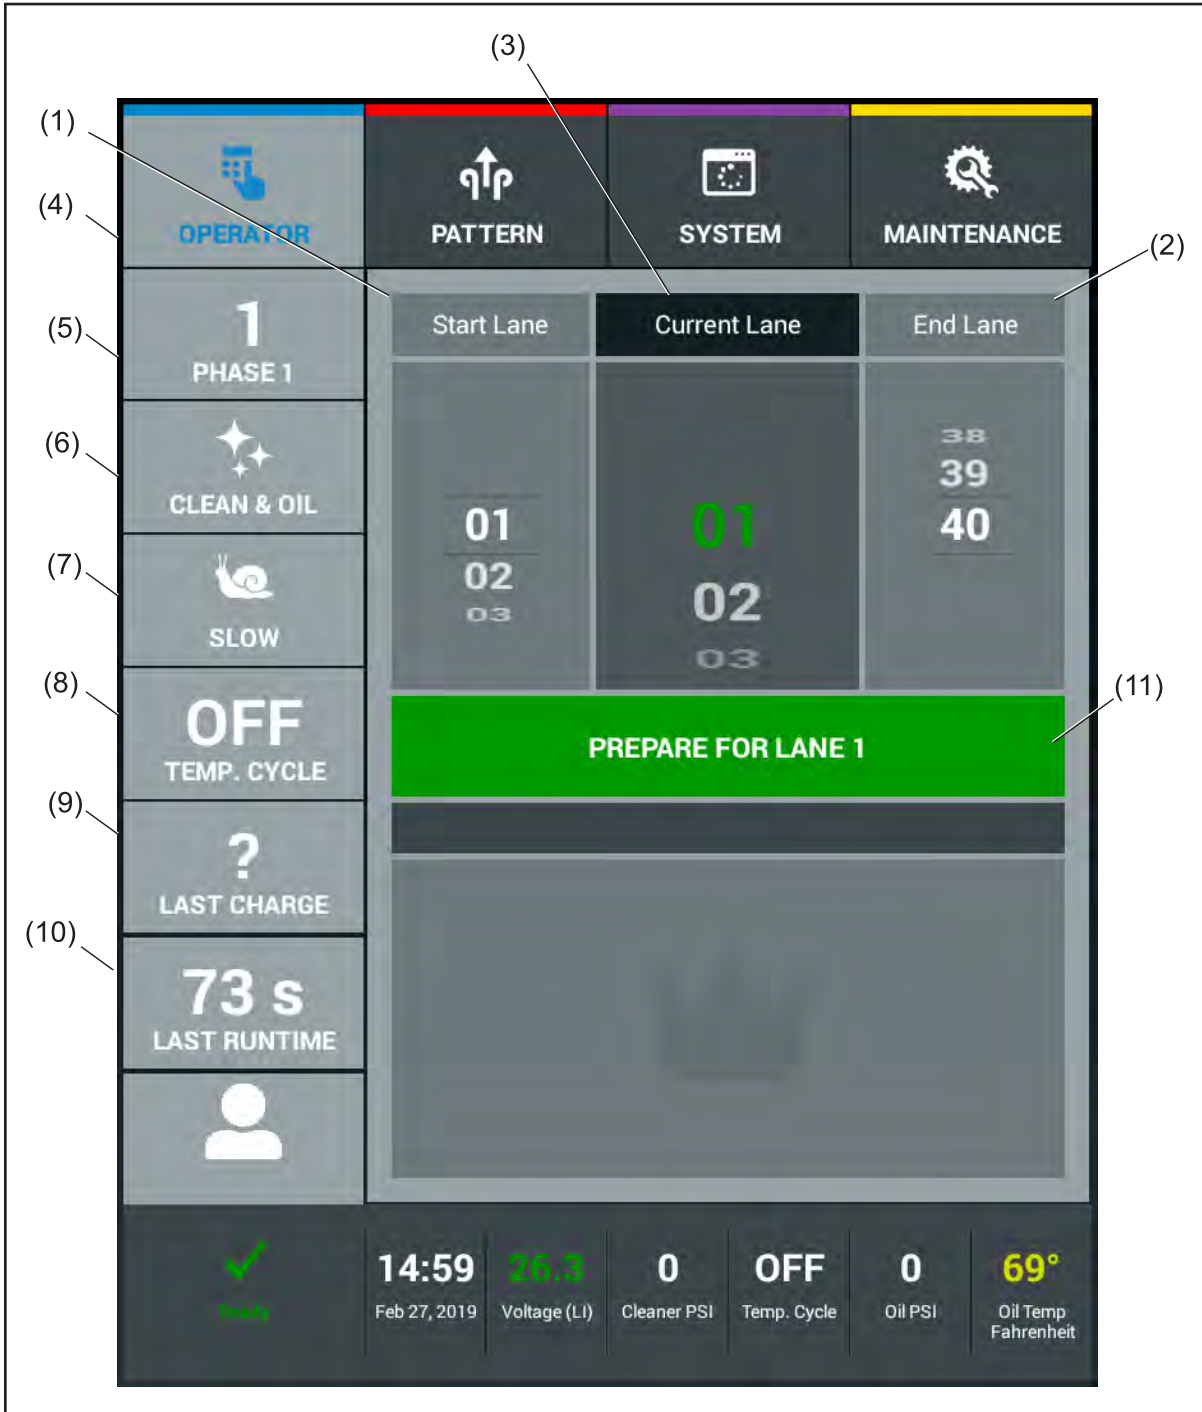 (3)
(1)
(4)
OPERATOR
PATTERN
SYSTEM
MAINTENANCE
(2)
1
PHASE 1
(5)
Start Lane
Current Lane
End Lane
(6)
CLEAN & OIL
38
39
01
01
40
(7)
02
02
03
03
SLOW
(8)
OFF
TEMP. CYCLE
(11)
PREPARE FOR LANE 1
(9)
?
LAST CHARGE
(10)
73 s
LAST RUNTIME
Ready
14:59
Feb 27, 2019
26.3
Voltage (LI)
0
Cleaner PSI
OFF
Temp. Cycle
0
Oil PSI
69°
Oil Temp
Fahrenheit